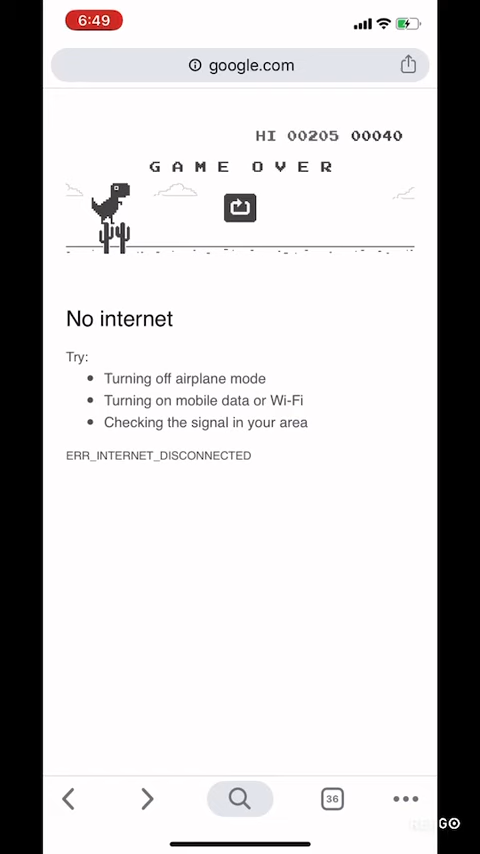 6:49
google.com
HI 00205 00040
GAME OVER
No internet
Try:
Turning off airplane mode
Turning on mobile data or Wi-Fi
Checking the signal in your area
ERR_INTERNET_DISCONNECTED
36